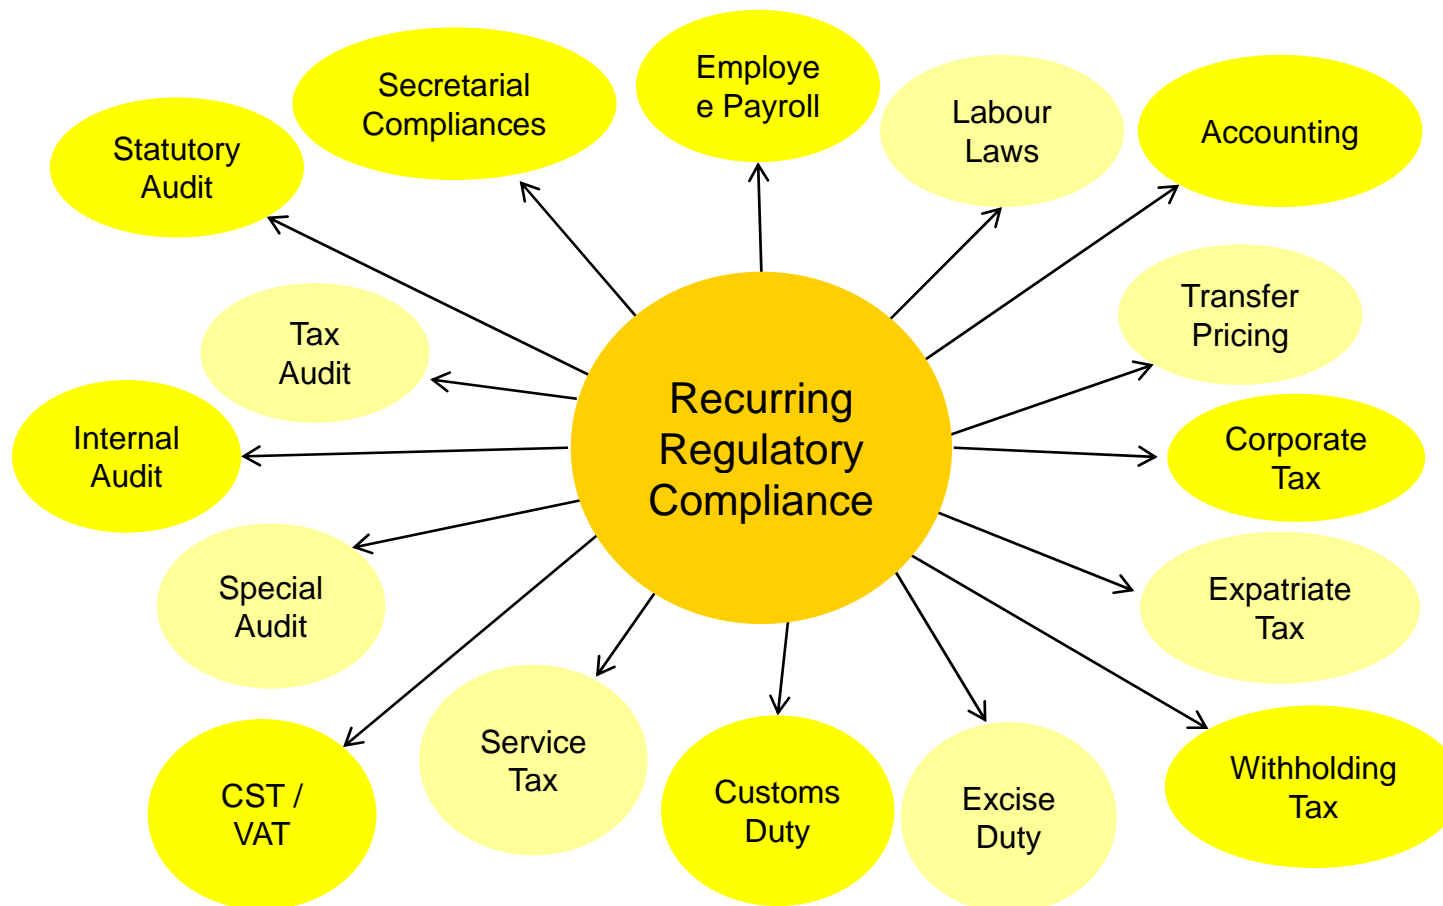 Secretarial
Compliances
Employe
e Payroll
Labour
Laws
Accounting
Statutory
Audit
Transfer
Pricing
Tax
Audit
Recurring
Regulatory
Compliance
Internal
Audit
Corporate
Tax
Special
Audit
Expatriate
Tax
CST /
VAT
Service
Tax
Customs
Duty
Excise
Duty
Withholding
Tax